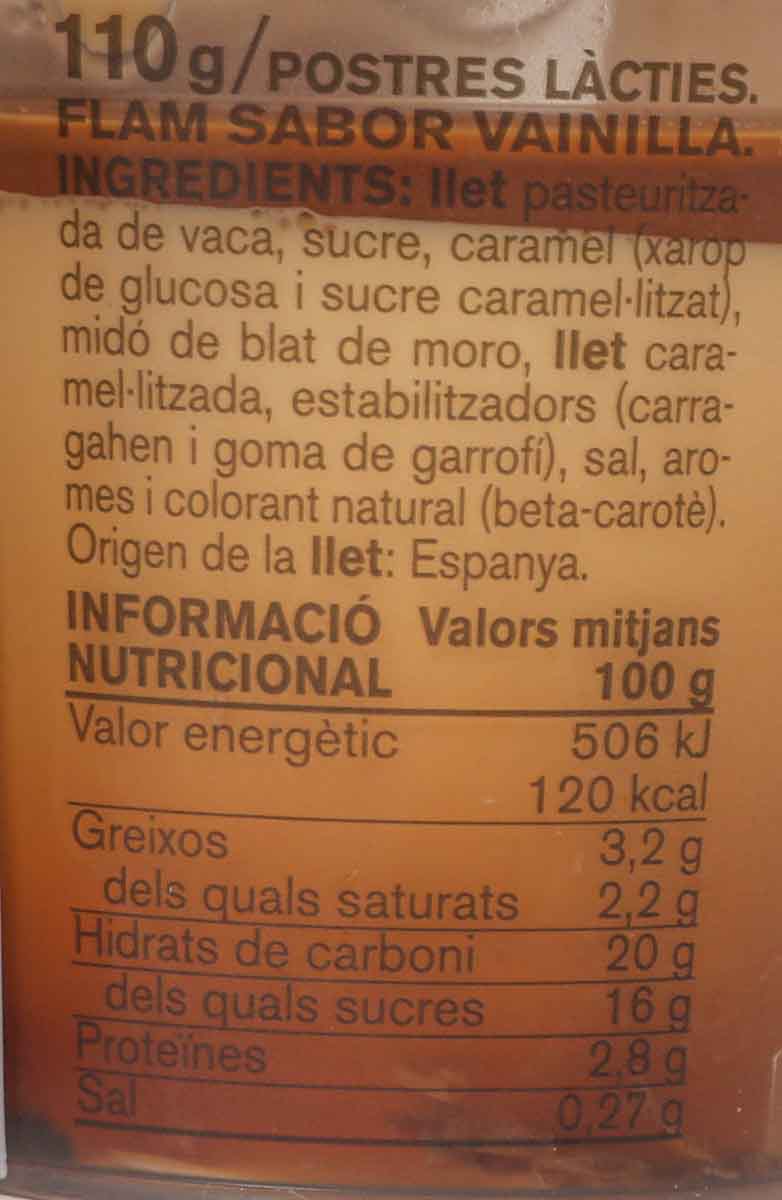 110 g/POSTRES LÀCTIES.
FLAM SABOR VAINILLA.
INGREDIENTS: llet pasteuritza-
da de vaca, sucre, caramel (xarop
de glucosa i sucre caramel·litzat),
midó de blat de moro, llet cara-
mel·litzada, estabilitzadors (carra-
gahen i goma de garrofí), sal, aro-
mes i colorant natural (beta-carotè).
Origen de la llet: Espanya.
INFORMACIÓ Valors mitjans
NUTRICIONAL 100 g
Valor energètic 506 kJ
120 kcal
Greixos 3,2 g
dels quals saturats 2,2 g
Hidrats de carboni 20 g
dels quals sucres 16 g
Proteïnes 2,8 g
Sal 0,27 g